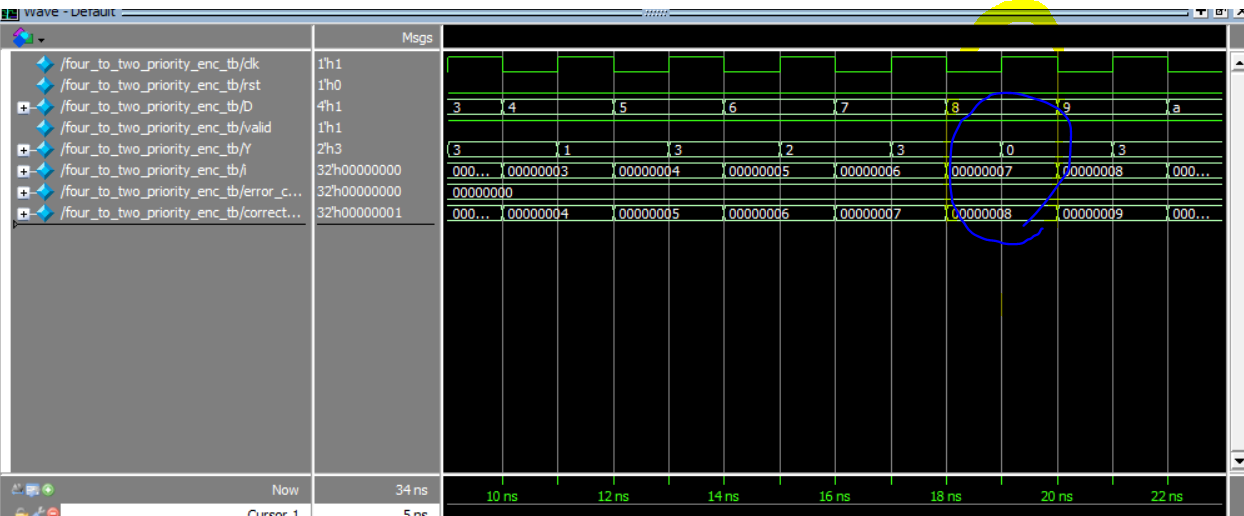 Wave - Default
Msgs
/four_to_two_priority_enc_tb/clk 1'h1
/four_to_two_priority_enc_tb/rst 1'h0
/four_to_two_priority_enc_tb/D 4'h1 3 4 5 6 7 8 9 a
/four_to_two_priority_enc_tb/valid 1'h1
/four_to_two_priority_enc_tb/Y 2'h3 3 1 3 2 3 0 3
/four_to_two_priority_enc_tb/i 32'h00000000 000... 00000003 00000004 00000005 00000006 00000007 00000008 000...
/four_to_two_priority_enc_tb/error_c... 32'h00000000 00000000
/four_to_two_priority_enc_tb/correct... 32'h00000001 000... 00000004 00000005 00000006 00000007 00000008 00000009 000...
Now 34 ns 10 ns 12 ns 14 ns 16 ns 18 ns 20 ns 22 ns
Cursor 1 5 ns